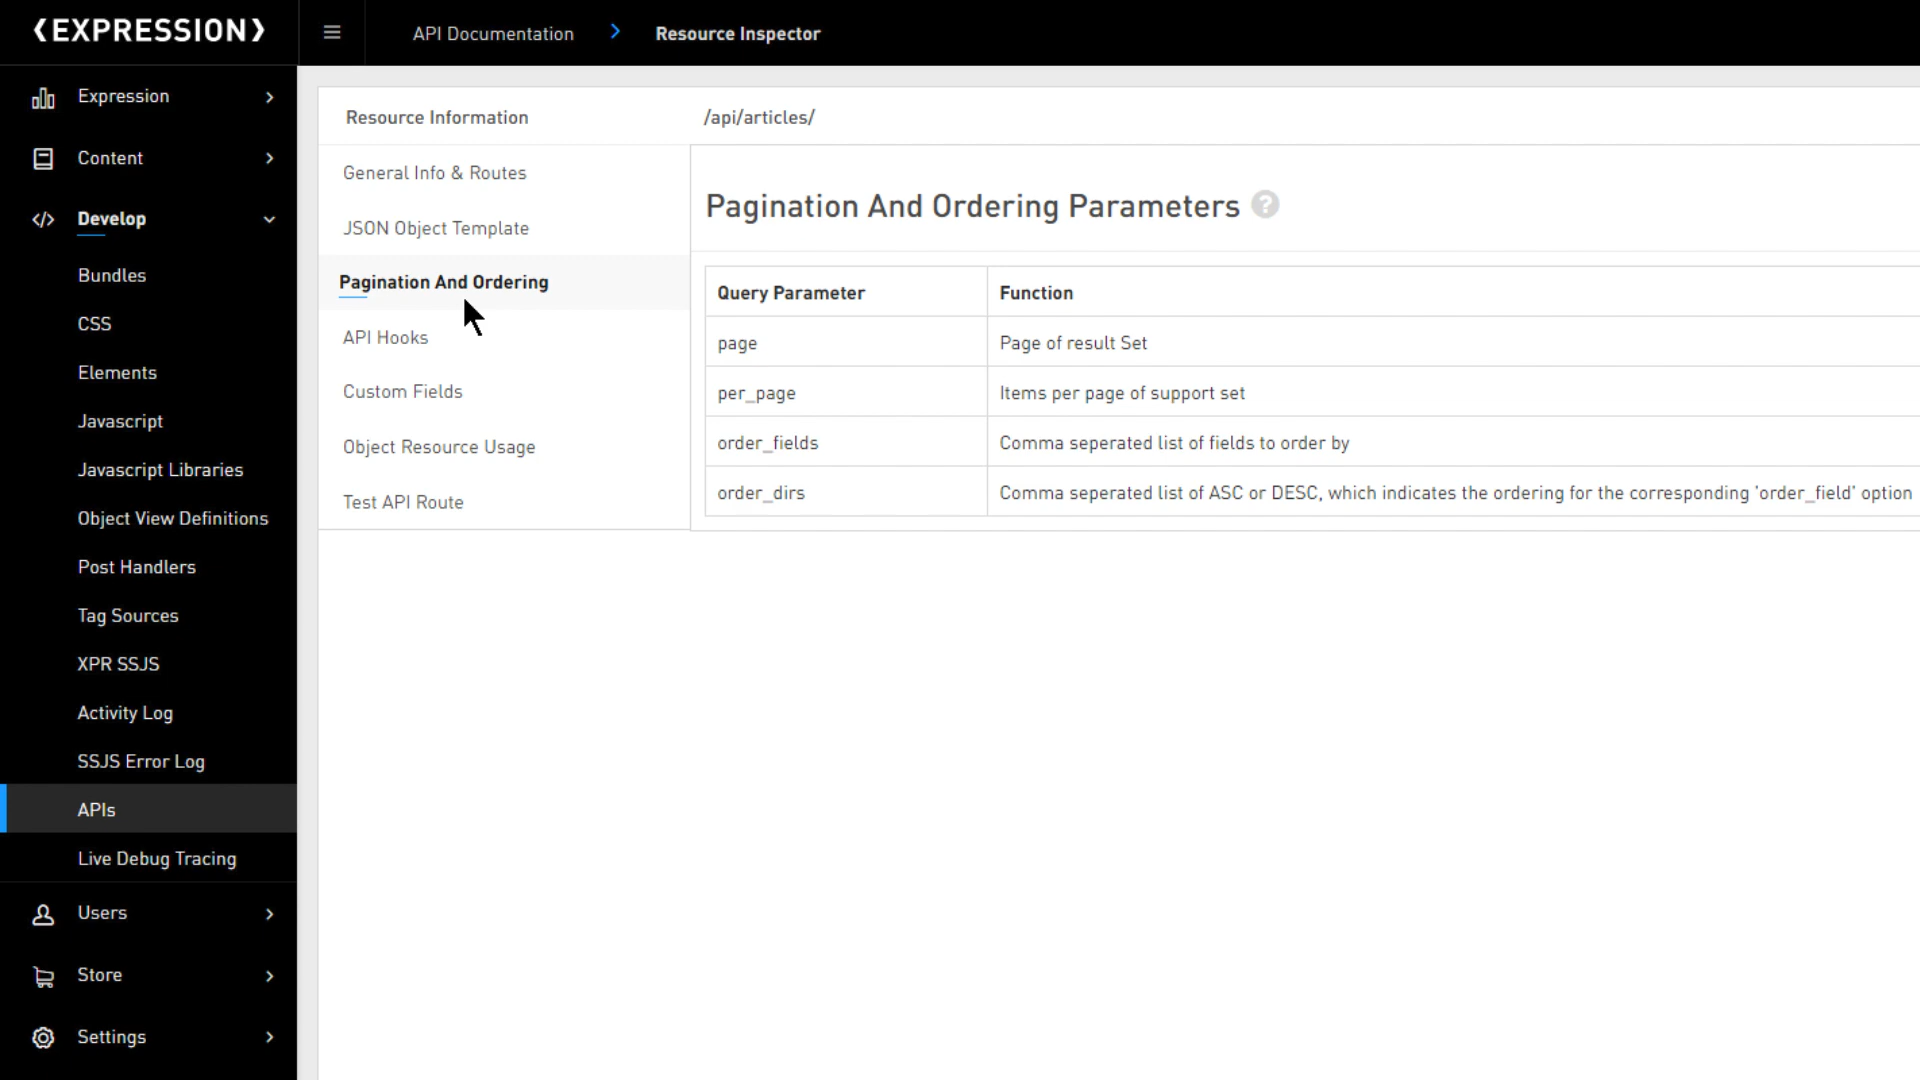 ‹EXPRESSION›
API Documentation
Resource Inspector
Expression
Content
Develop
Bundles
CSS
Elements
Javascript
Javascript Libraries
Object View Definitions
Post Handlers
Tag Sources
XPR SSJS
Activity Log
SSJS Error Log
APIs
Live Debug Tracing
Users
Store
Settings
Resource Information
/api/articles/
General Info & Routes
JSON Object Template
Pagination And Ordering
API Hooks
Custom Fields
Object Resource Usage
Test API Route
Pagination And Ordering Parameters ?
Query Parameter Function
page Page of result Set
per_page Items per page of support set
order_fields Comma seperated list of fields to order by
order_dirs Comma seperated list of ASC or DESC, which indicates the ordering for the corresponding 'order_field' option